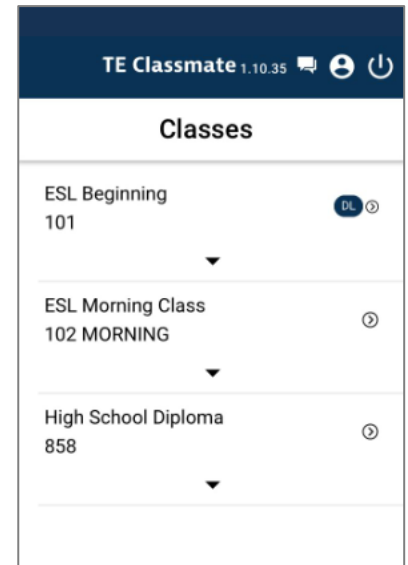 TE Classmate 1.10.35
Classes
ESL Beginning
DL
101
ESL Morning Class
102 MORNING
High School Diploma
858